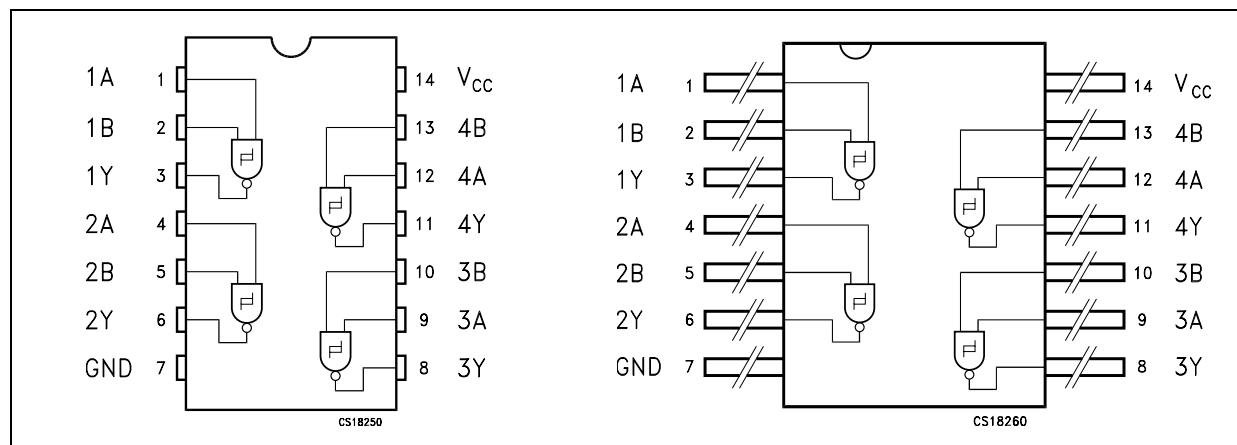 1A 1 14 VCC
1B 2 13 4B
1Y 3 12 4A
2A 4 11 4Y
2B 5 10 3B
2Y 6 9 3A
GND 7 8 3Y
CS18250
1A 1 14 VCC
1B 2 13 4B
1Y 3 12 4A
2A 4 11 4Y
2B 5 10 3B
2Y 6 9 3A
GND 7 8 3Y
CS18260